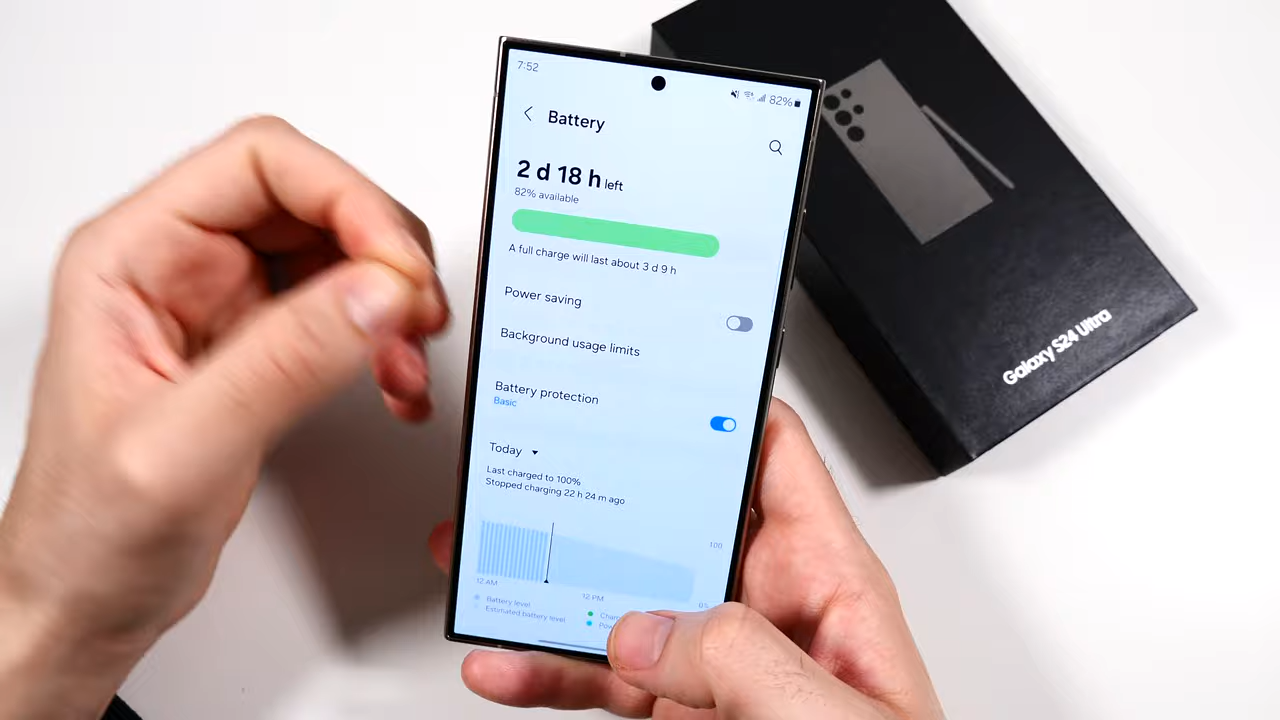 7:52
82%
Battery
2 d 18 h left
82% available
A full charge will last about 3 d 9 h
Power saving
Background usage limits
Battery protection
Basic
Today
Last charged to 100%
Stopped charging 22 h 24 m ago
100
12 AM
12 PM
0%
Battery level
Estimated battery level
Galaxy S24 Ultra